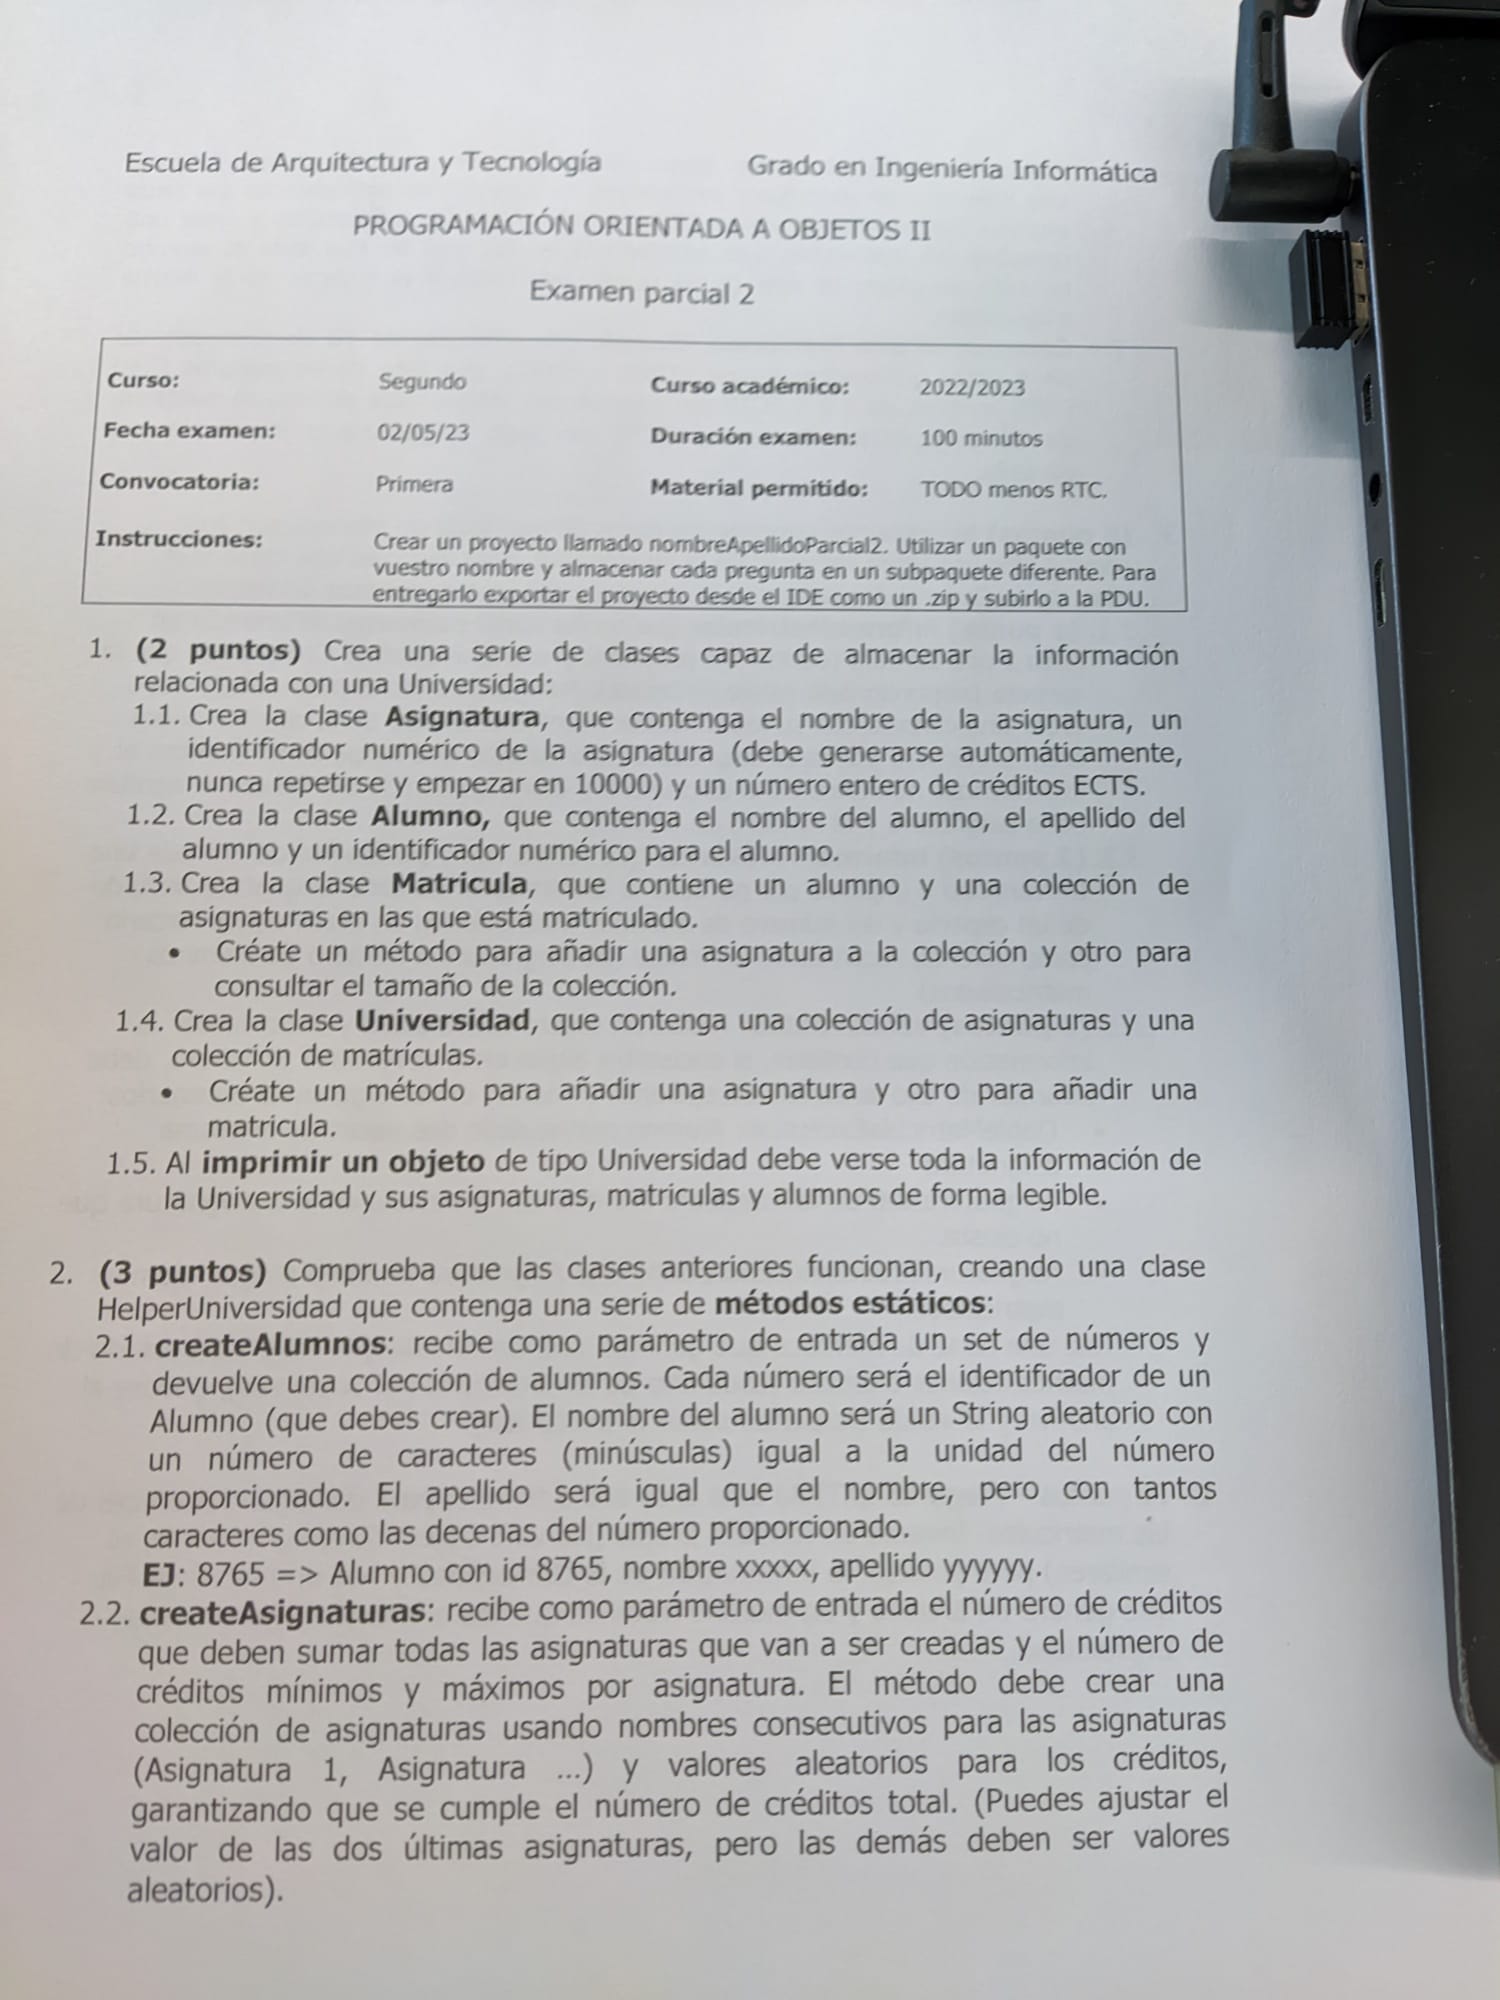 Escuela de Arquitectura y Tecnología Grado en Ingeniería Informática
PROGRAMACIÓN ORIENTADA A OBJETOS II
Examen parcial 2
Curso: Segundo Curso académico: 2022/2023
Fecha examen: 02/05/23 Duración examen: 100 minutos
Convocatoria: Primera Material permitido: TODO menos RTC.
Instrucciones: Crear un proyecto llamado nombreApellidoParcial2. Utilizar un paquete con
vuestro nombre y almacenar cada pregunta en un subpaquete diferente. Para
entregarlo exportar el proyecto desde el IDE como un .zip y subirlo a la PDU.
1. (2 puntos) Crea una serie de clases capaz de almacenar la información
relacionada con una Universidad:
1.1. Crea la clase Asignatura, que contenga el nombre de la asignatura, un
identificador numérico de la asignatura (debe generarse automáticamente,
nunca repetirse y empezar en 10000) y un número entero de créditos ECTS.
1.2. Crea la clase Alumno, que contenga el nombre del alumno, el apellido del
alumno y un identificador numérico para el alumno.
1.3. Crea la clase Matricula, que contiene un alumno y una colección de
asignaturas en las que está matriculado.
• Créate un método para añadir una asignatura a la colección y otro para
consultar el tamaño de la colección.
1.4. Crea la clase Universidad, que contenga una colección de asignaturas y una
colección de matrículas.
• Créate un método para añadir una asignatura y otro para añadir una
matricula.
1.5. Al imprimir un objeto de tipo Universidad debe verse toda la información de
la Universidad y sus asignaturas, matriculas y alumnos de forma legible.
2. (3 puntos) Comprueba que las clases anteriores funcionan, creando una clase
HelperUniversidad que contenga una serie de métodos estáticos:
2.1. createAlumnos: recibe como parámetro de entrada un set de números y
devuelve una colección de alumnos. Cada número será el identificador de un
Alumno (que debes crear). El nombre del alumno será un String aleatorio con
un número de caracteres (minúsculas) igual a la unidad del número
proporcionado. El apellido será igual que el nombre, pero con tantos
caracteres como las decenas del número proporcionado.
EJ: 8765 => Alumno con id 8765, nombre xxxxx, apellido yyyyyy.
2.2. createAsignaturas: recibe como parámetro de entrada el número de créditos
que deben sumar todas las asignaturas que van a ser creadas y el número de
créditos mínimos y máximos por asignatura. El método debe crear una
colección de asignaturas usando nombres consecutivos para las asignaturas
(Asignatura 1, Asignatura ...) y valores aleatorios para los créditos,
garantizando que se cumple el número de créditos total. (Puedes ajustar el
valor de las dos últimas asignaturas, pero las demás deben ser valores
aleatorios).